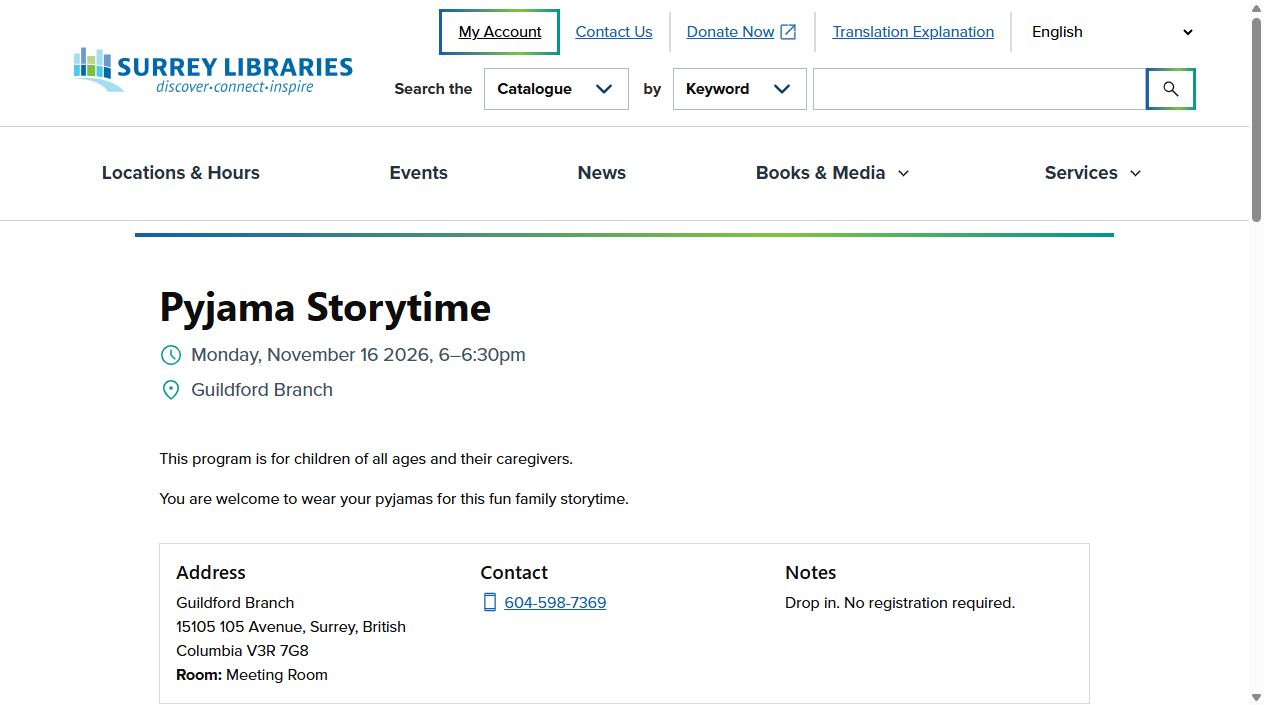 My Account
Contact Us
Donate Now
Translation Explanation
English
SURREY LIBRARIES
discover·connect·inspire
Search the
Catalogue
by
Keyword
Locations & Hours
Events
News
Books & Media
Services
Pyjama Storytime
Monday, November 16 2026, 6–6:30pm
Guildford Branch
This program is for children of all ages and their caregivers.
You are welcome to wear your pyjamas for this fun family storytime.
Address
Guildford Branch
15105 105 Avenue, Surrey, British
Columbia V3R 7G8
Room: Meeting Room
Contact
604-598-7369
Notes
Drop in. No registration required.